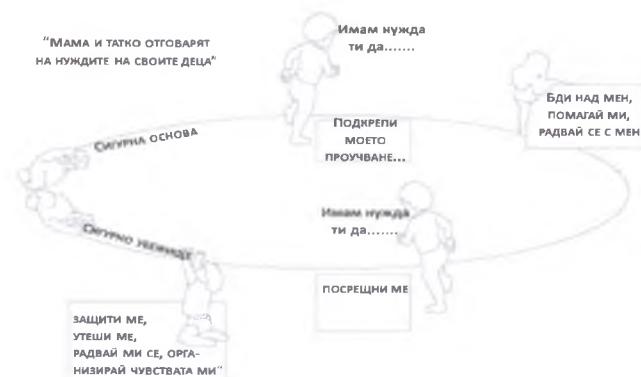 "Мама и татко отговарят
на нуждите на своите деца"
Имам нужда
ти да.......
Бди над мен,
помагай ми,
радвай се с мен
Сигурна основа
Подкрепи
моето
проучване...
Имам нужда
ти да.......
Сигурно убежище
посрещни ме
защити ме,
утеши ме,
радвай ми се, орга-
низирай чувствата ми"